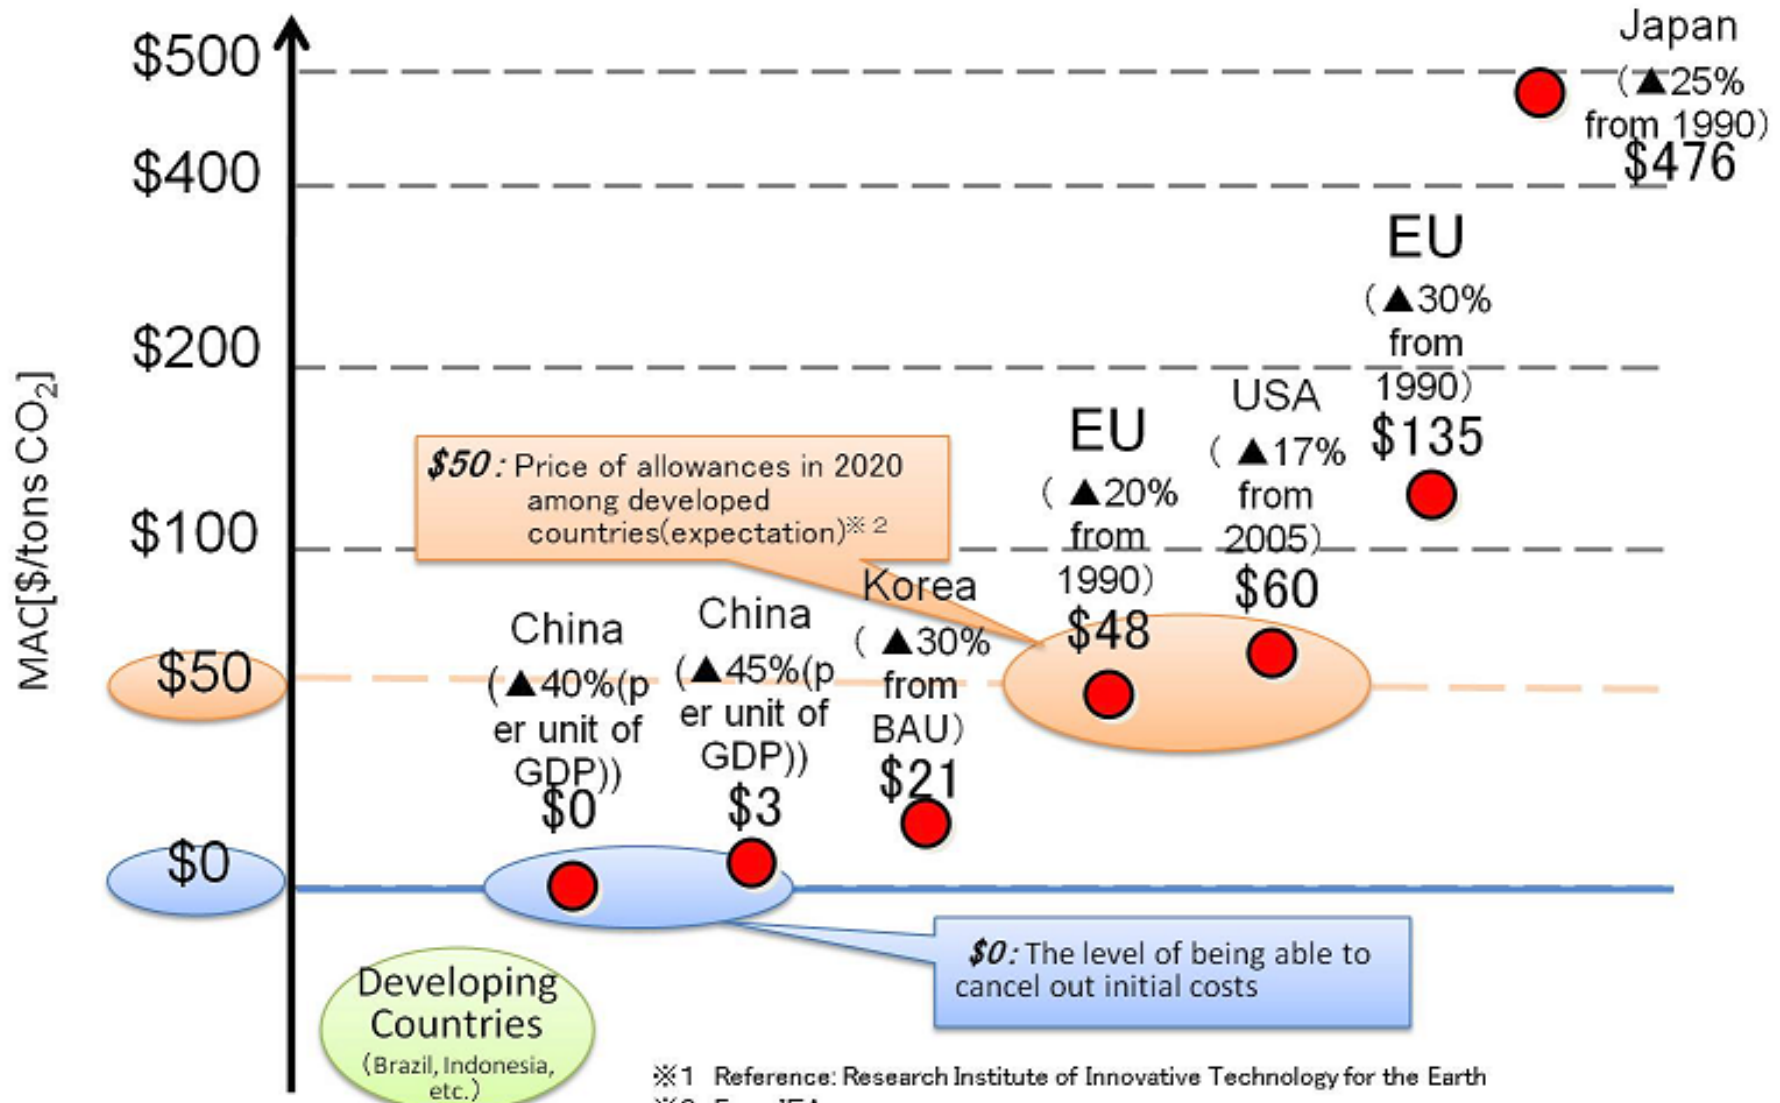 MAC[$/tons CO₂]
$500
$400
$200
$100
$50
$0
Japan
(▲25%
from 1990)
$476
EU
(▲30%
from
1990)
$135
USA
(▲17%
from
2005)
$60
EU
(▲20%
from
1990)
$48
$50 : Price of allowances in 2020
among developed
countries(expectation)※2
Korea
(▲30%
from
BAU)
$21
China
(▲45%(p
er unit of
GDP))
$3
China
(▲40%(p
er unit of
GDP))
$0
$0: The level of being able to
cancel out initial costs
Developing
Countries
(Brazil, Indonesia,
etc.)
※1 Reference: Research Institute of Innovative Technology for the Earth